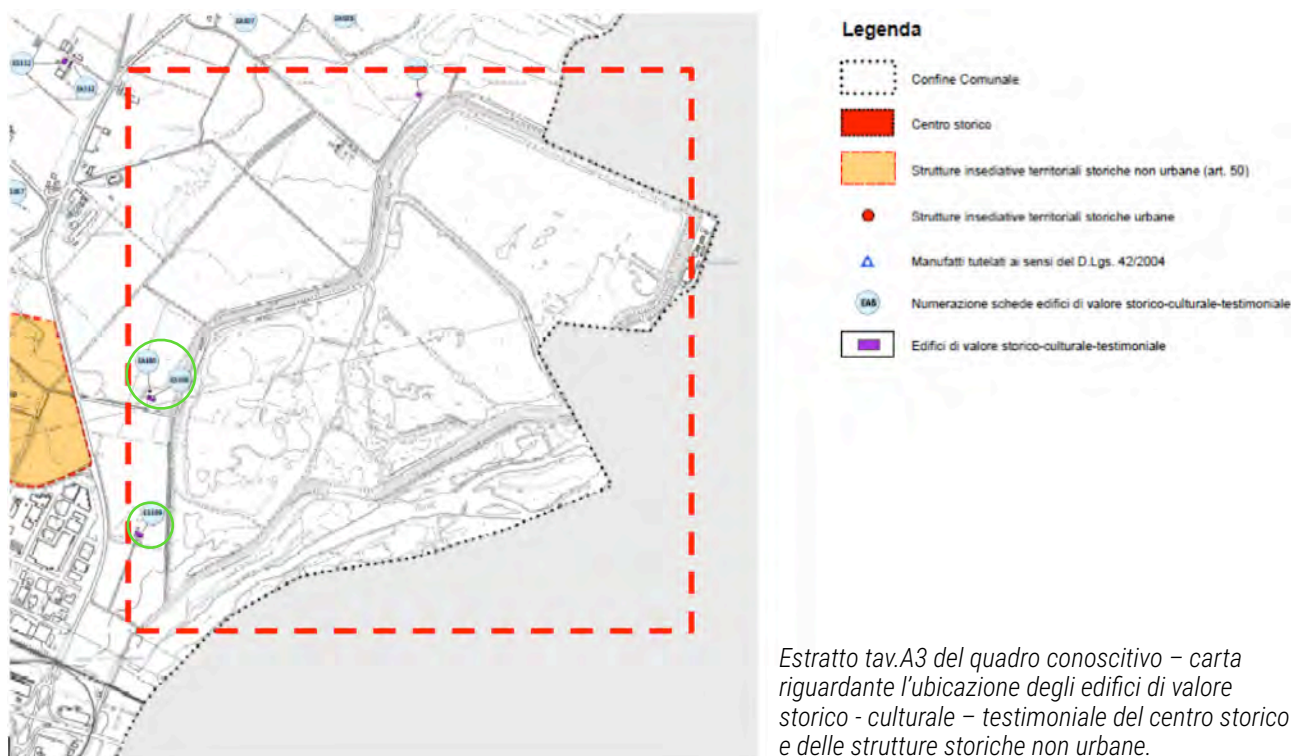 Legenda
Confine Comunale
Centro storico
Strutture insediative territoriali storiche non urbane (art. 50)
Strutture insediative territoriali storiche urbane
Manufatti tutelati ai sensi del D.Lgs. 42/2004
EA5 Numerazione schede edifici di valore storico-culturale-testimoniale
Edifici di valore storico-culturale-testimoniale
Estratto tav.A3 del quadro conoscitivo – carta
riguardante l'ubicazione degli edifici di valore
storico - culturale – testimoniale del centro storico
e delle strutture storiche non urbane.